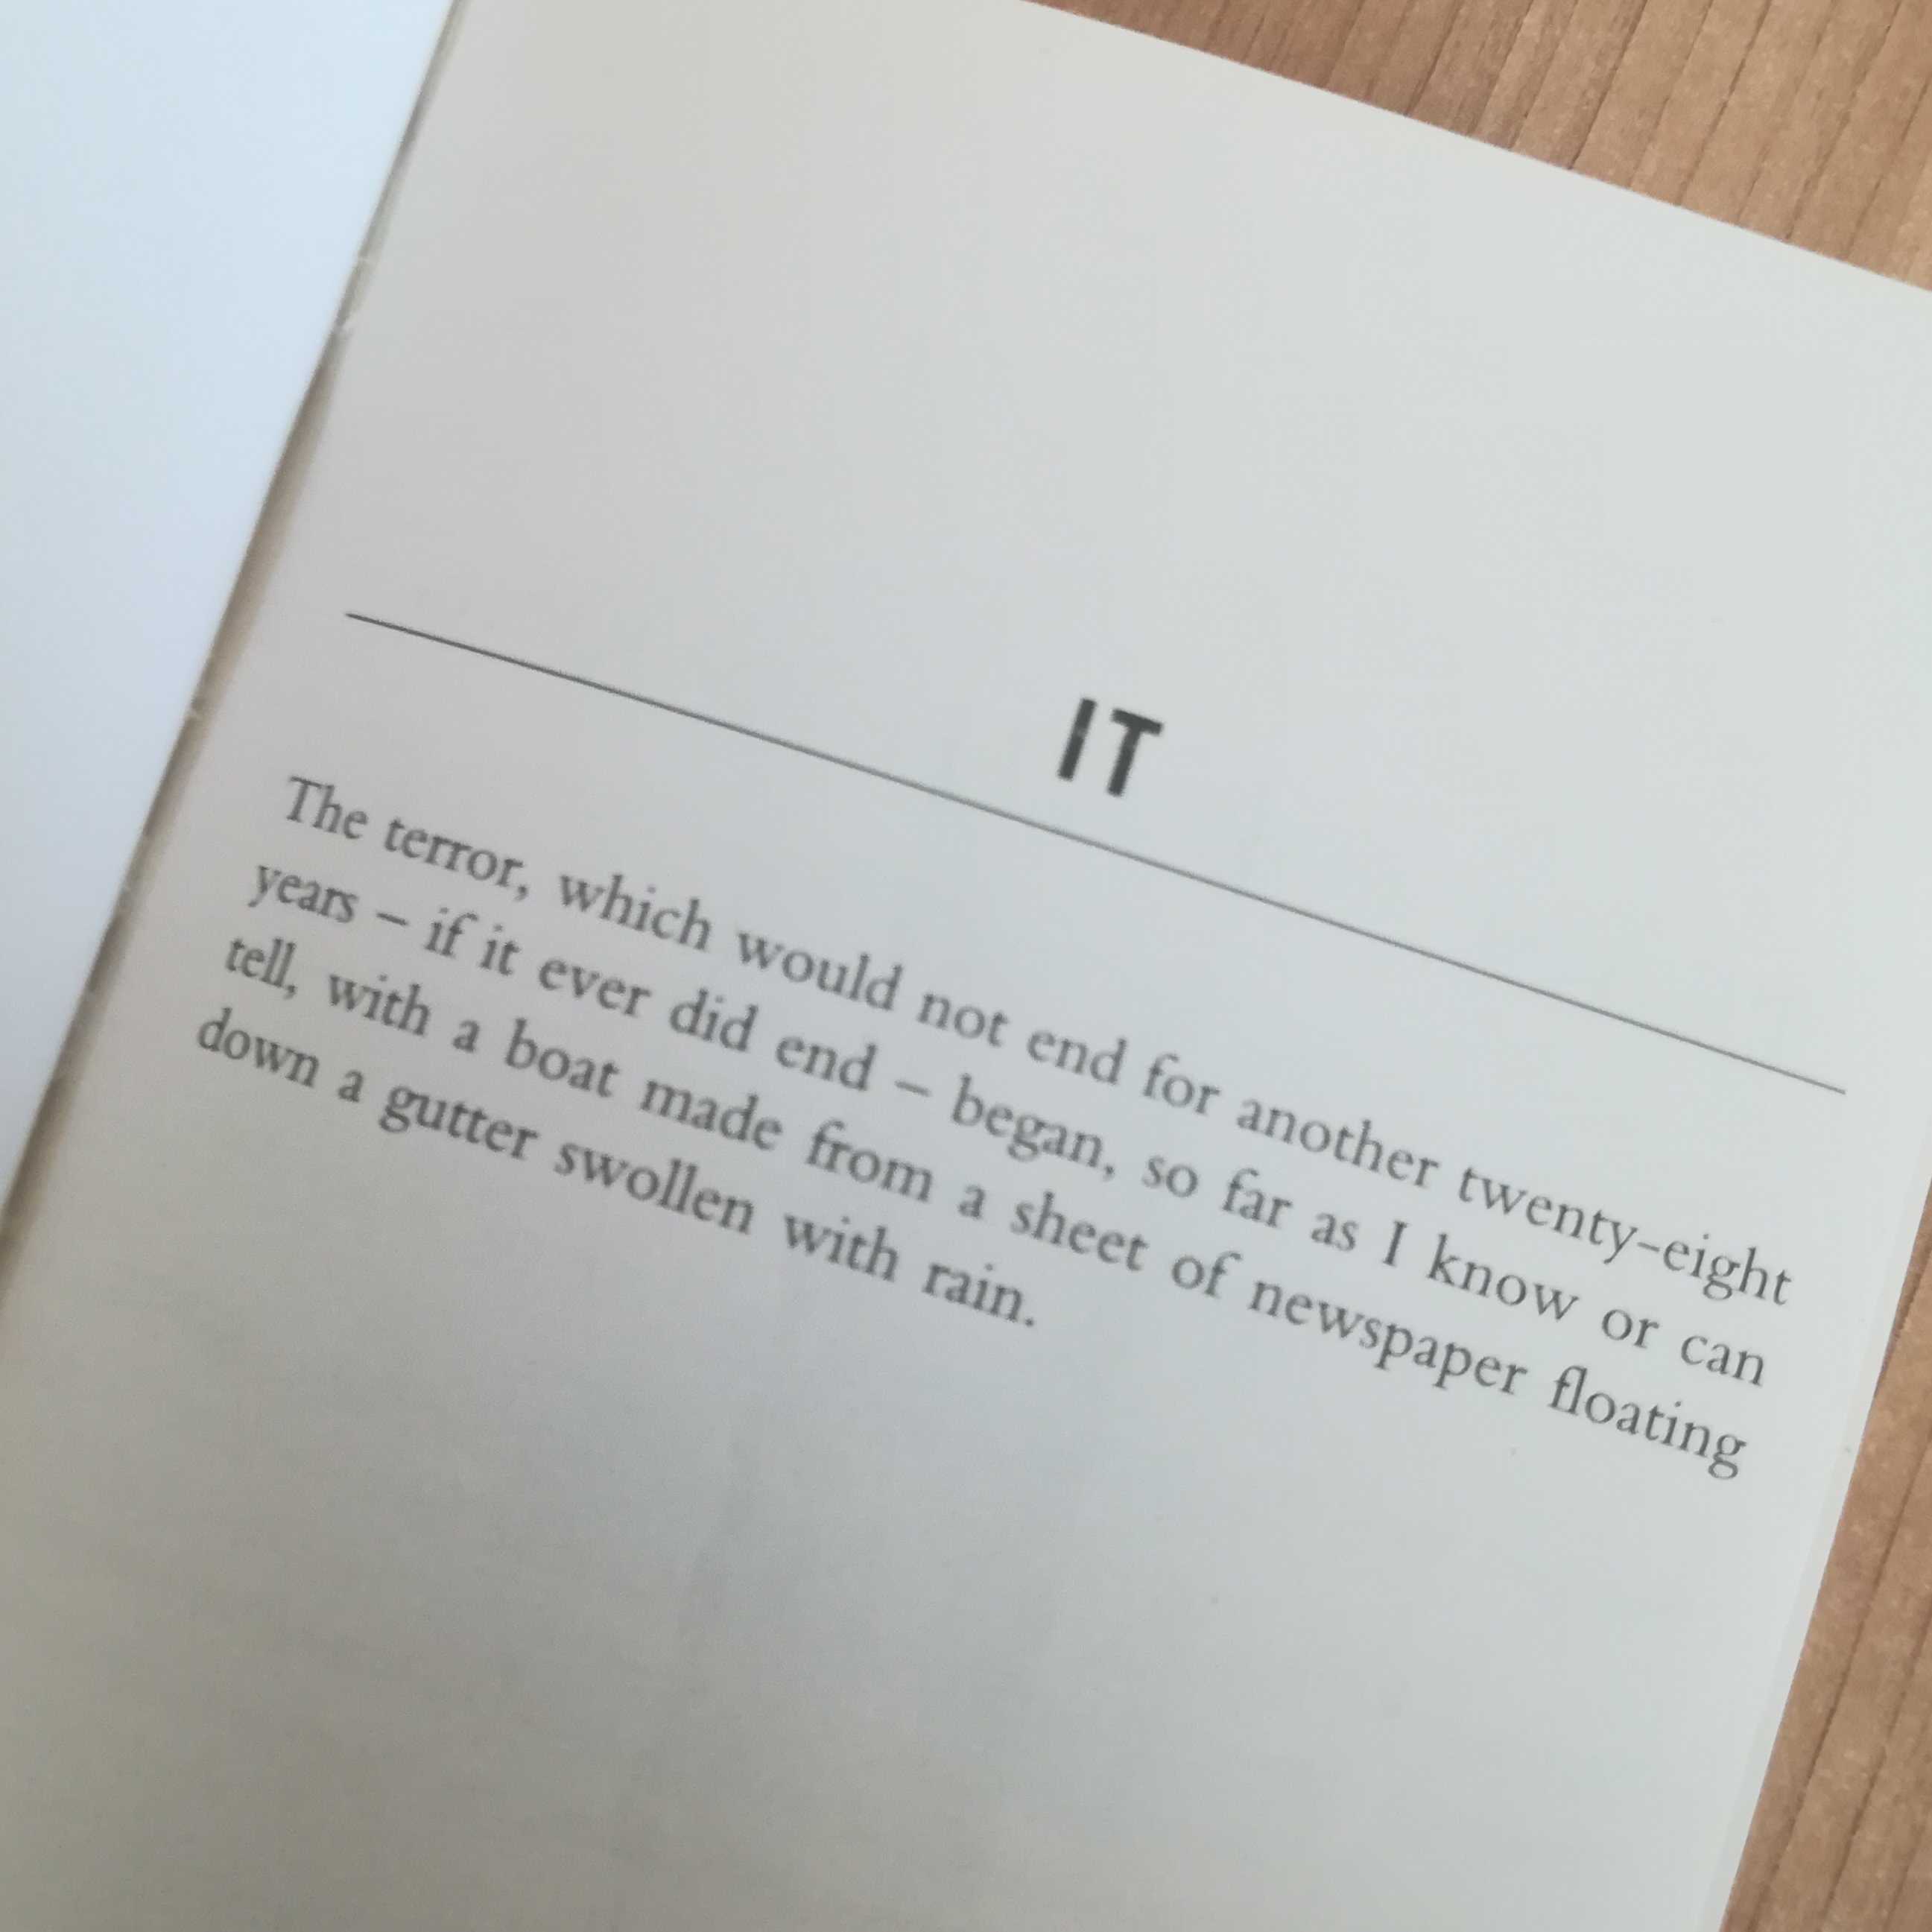 IT
The terror, which would not end for another twenty-eight
years – if it ever did end – began, so far as I know or can
tell, with a boat made from a sheet of newspaper floating
down a gutter swollen with rain.